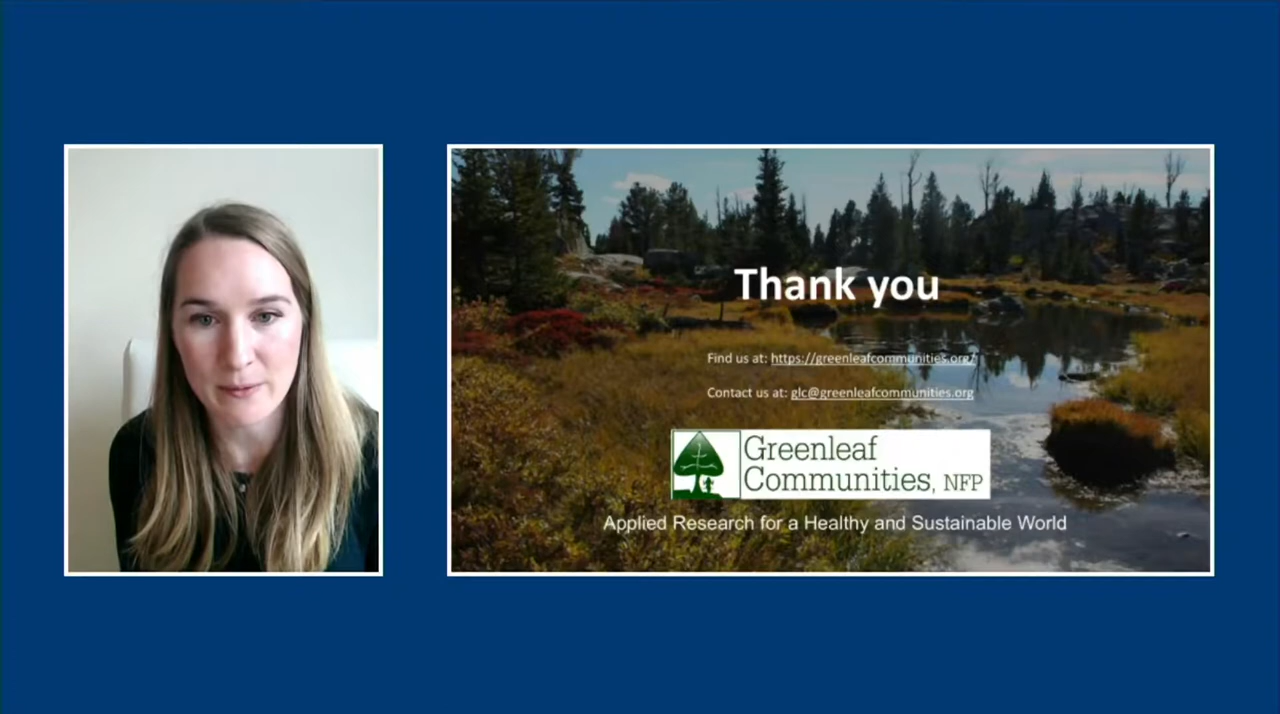 Thank you
Find us at: https://greenleafcommunities.org/
Contact us at: glc@greenleafcommunities.org
Greenleaf
Communities, NFP
Applied Research for a Healthy and Sustainable World